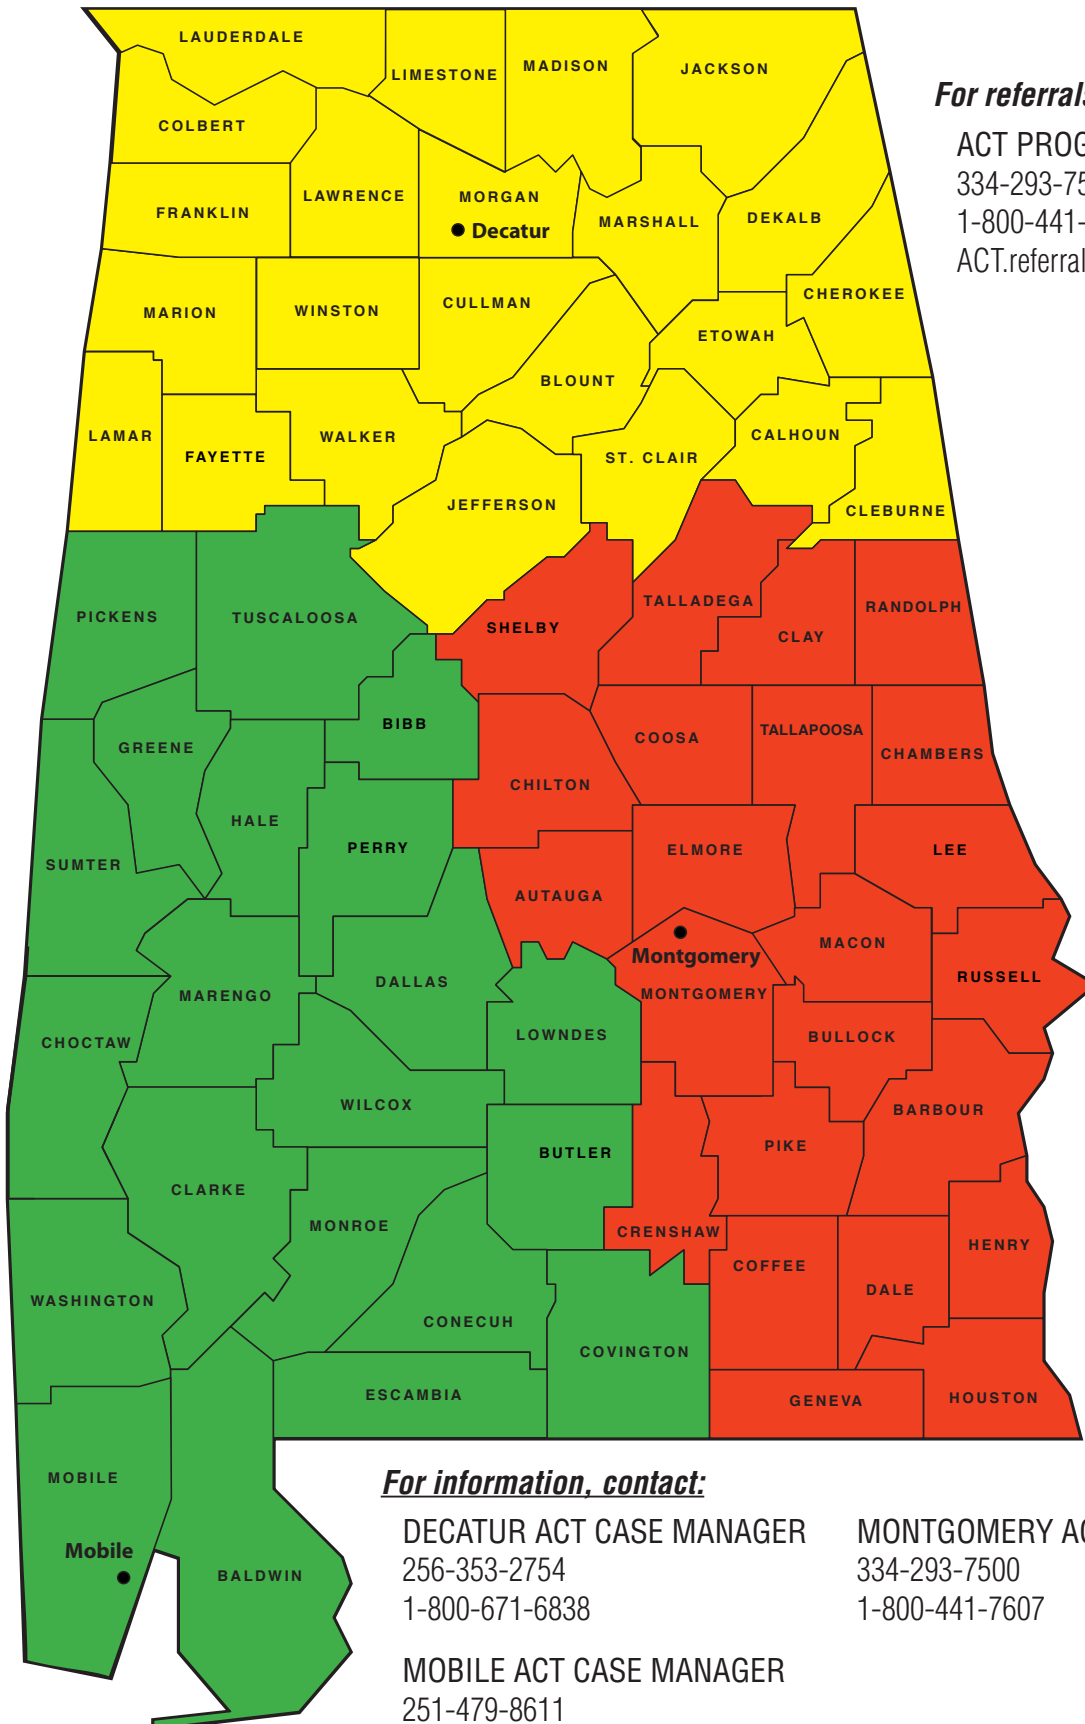 LAUDERDALE
LIMESTONE
MADISON
JACKSON
For referrals
COLBERT
ACT PROG
334-293-75
LAWRENCE
MORGAN
FRANKLIN
MARSHALL
DEKALB
1-800-441-
Decatur
ACT.referral
MARION
WINSTON
CULLMAN
CHEROKEE
ETOWAH
BLOUNT
LAMAR
WALKER
CALHOUN
FAYETTE
ST. CLAIR
JEFFERSON
CLEBURNE
PICKENS
TUSCALOOSA
TALLADEGA
RANDOLPH
SHELBY
CLAY
BIBB
GREENE
COOSA
TALLAPOOSA
CHAMBERS
CHILTON
HALE
PERRY
ELMORE
LEE
SUMTER
AUTAUGA
MACON
Montgomery
DALLAS
MARENGO
MONTGOMERY
RUSSELL
CHOCTAW
LOWNDES
BULLOCK
WILCOX
BARBOUR
BUTLER
PIKE
CLARKE
MONROE
CRENSHAW
HENRY
COFFEE
WASHINGTON
DALE
CONECUH
COVINGTON
ESCAMBIA
GENEVA
HOUSTON
MOBILE
Mobile
BALDWIN
For information, contact:
DECATUR ACT CASE MANAGER
256-353-2754
1-800-671-6838
MONTGOMERY AC
334-293-7500
1-800-441-7607
MOBILE ACT CASE MANAGER
251-479-8611